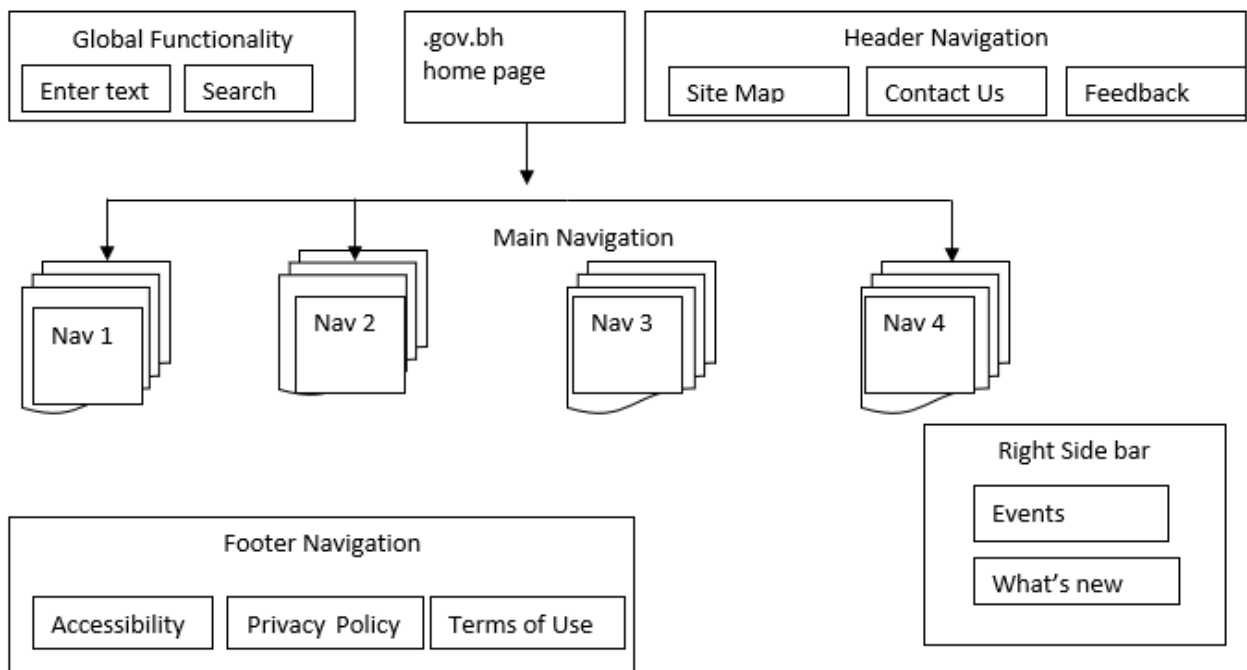 Global Functionality
Enter text
Search
.gov.bh
home page
Header Navigation
Site Map
Contact Us
Feedback
Main Navigation
Nav 1
Nav 2
Nav 3
Nav 4
Right Side bar
Events
What's new
Footer Navigation
Accessibility
Privacy Policy
Terms of Use